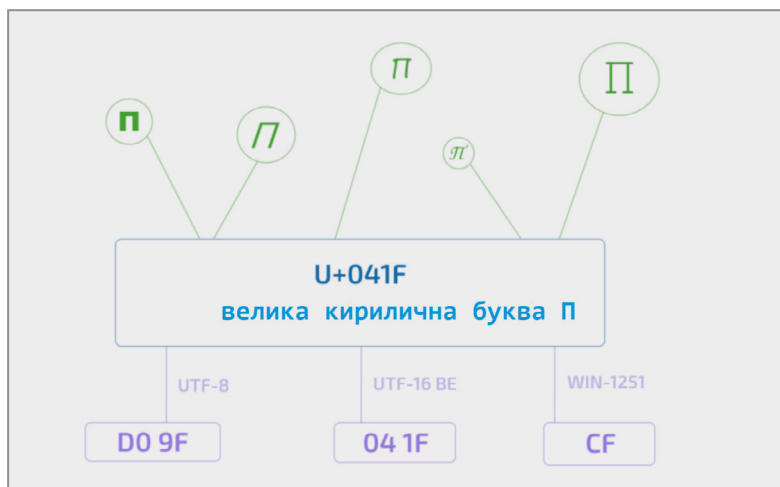 П
П
П
П
П
U+041F
велика кирилична буква П
UTF-8
UTF-16 BE
WIN-1251
D0 9F
04 1F
CF